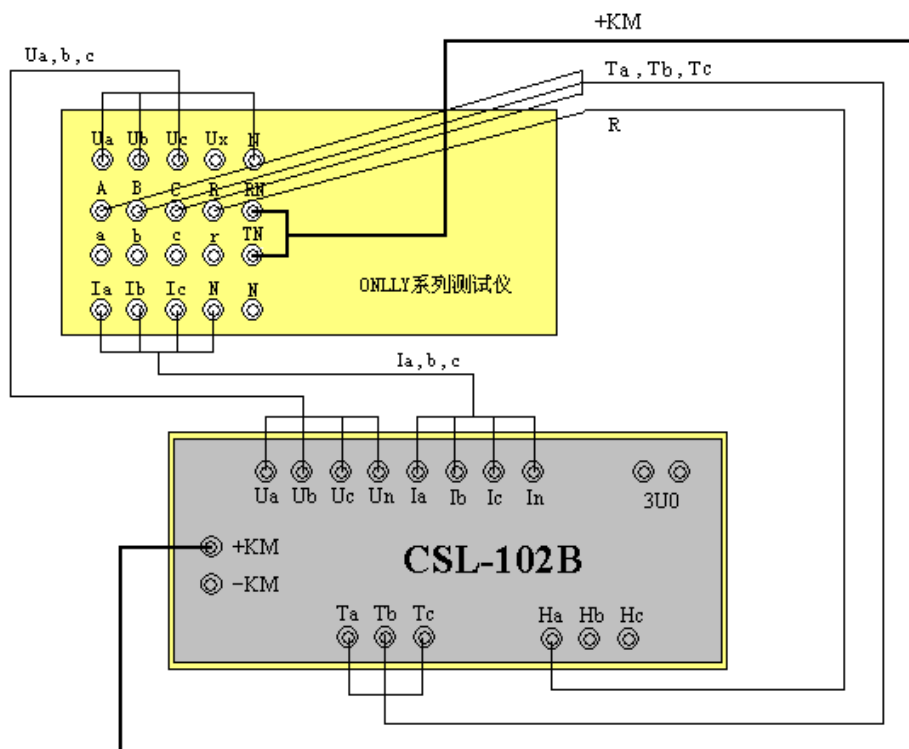 +KM
Ua,b,c
Ta,Tb,Tc
R
Ua Ub Uc Ux N
A B C R RN
a b c r TN
ONLLY系列测试仪
Ia Ib Ic N N
Ia,b,c
Ua Ub Uc Un Ia Ib Ic In
3U0
+KM
CSL-102B
-KM
Ta Tb Tc Ha Hb Hc